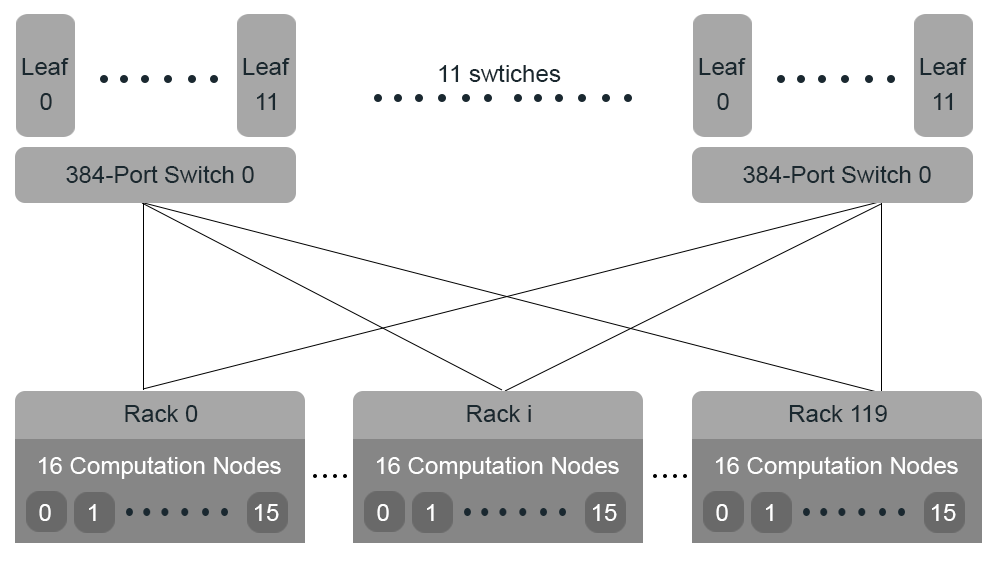 Leaf
0
Leaf
11
11 swtiches
Leaf
0
Leaf
11
384-Port Switch 0
384-Port Switch 0
Rack 0
Rack i
Rack 119
16 Computation Nodes
16 Computation Nodes
16 Computation Nodes
0 1 15
0 1 15
0 1 15